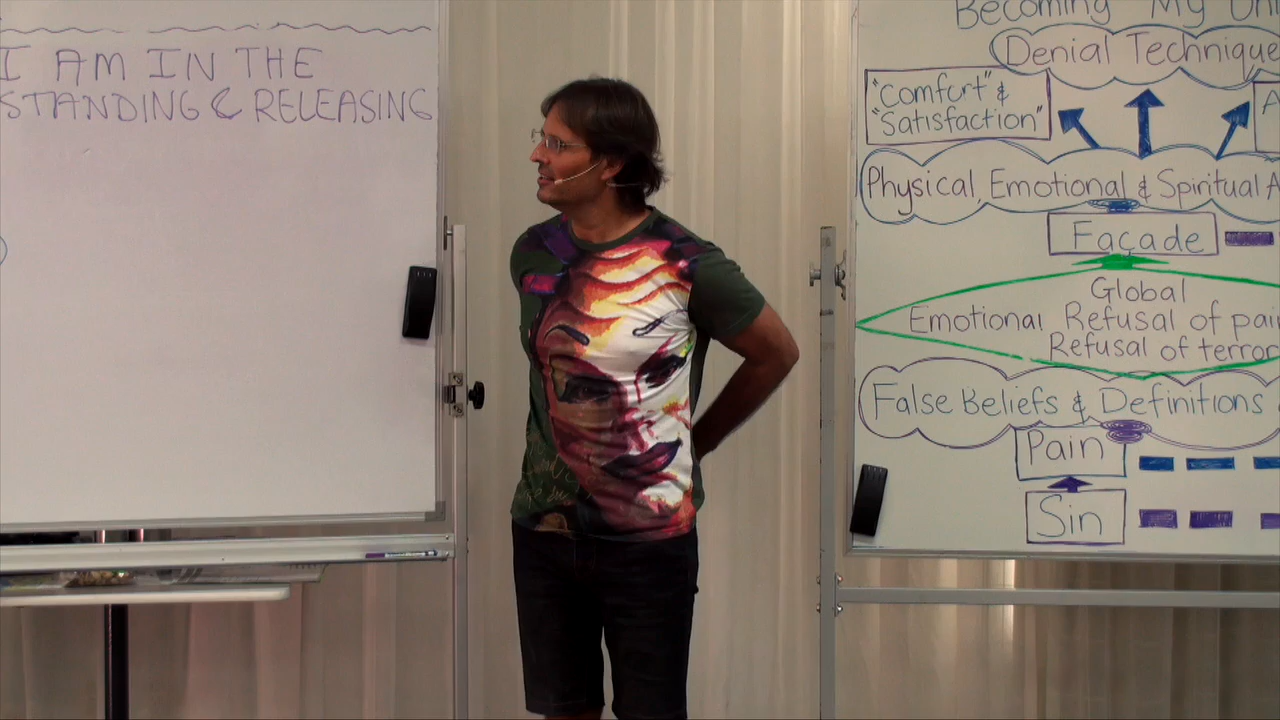 I AM IN THE
STANDING & RELEASING
Becoming My
Denial Technique
"Comfort" &
"Satisfaction"
A
Physical, Emotional & Spiritual A
Façade
Global
Emotional Refusal of pai
Refusal of terror
False Beliefs & Definitions
Pain
Sin